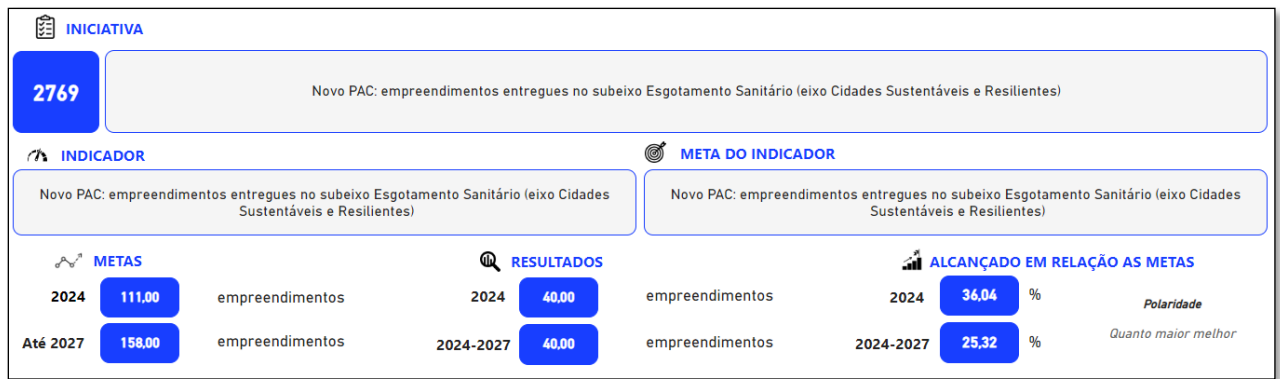 INICIATIVA
2769
Novo PAC: empreendimentos entregues no subeixo Esgotamento Sanitário (eixo Cidades Sustentáveis e Resilientes)
INDICADOR
Novo PAC: empreendimentos entregues no subeixo Esgotamento Sanitário (eixo Cidades
Sustentáveis e Resilientes)
META DO INDICADOR
Novo PAC: empreendimentos entregues no subeixo Esgotamento Sanitário (eixo Cidades
Sustentáveis e Resilientes)
METAS
2024 111,00 empreendimentos
Até 2027 158,00 empreendimentos
RESULTADOS
2024 40,00 empreendimentos
2024-2027 40,00 empreendimentos
ALCANÇADO EM RELAÇÃO AS METAS
2024 36,04 %
2024-2027 25,32 %
Polaridade
Quanto maior melhor